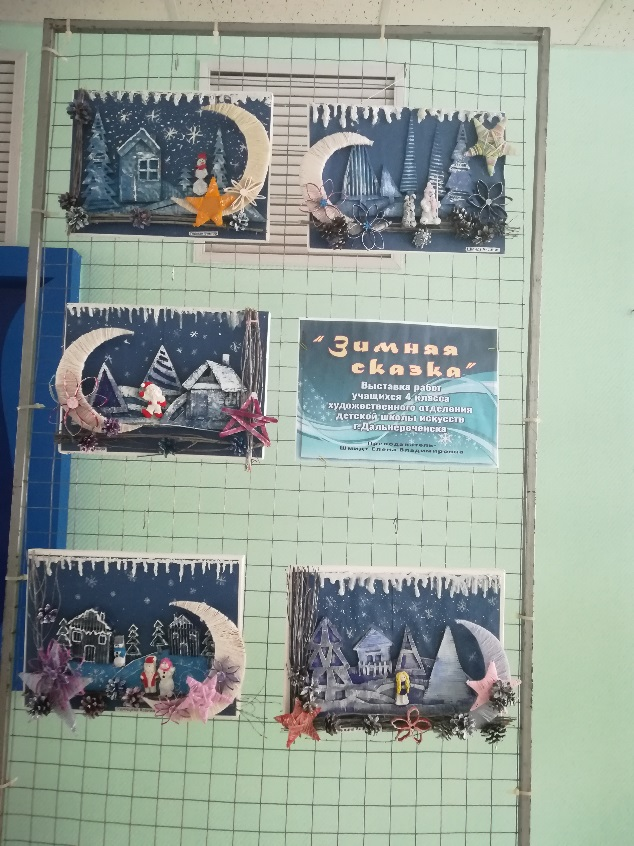 "Зимняя
сказка"
Выставка работ
учащихся 4 класса
художественного отделения
детской школы искусств
г.Дальнереченска
Преподаватель-
Шмидт Елена Владимировна